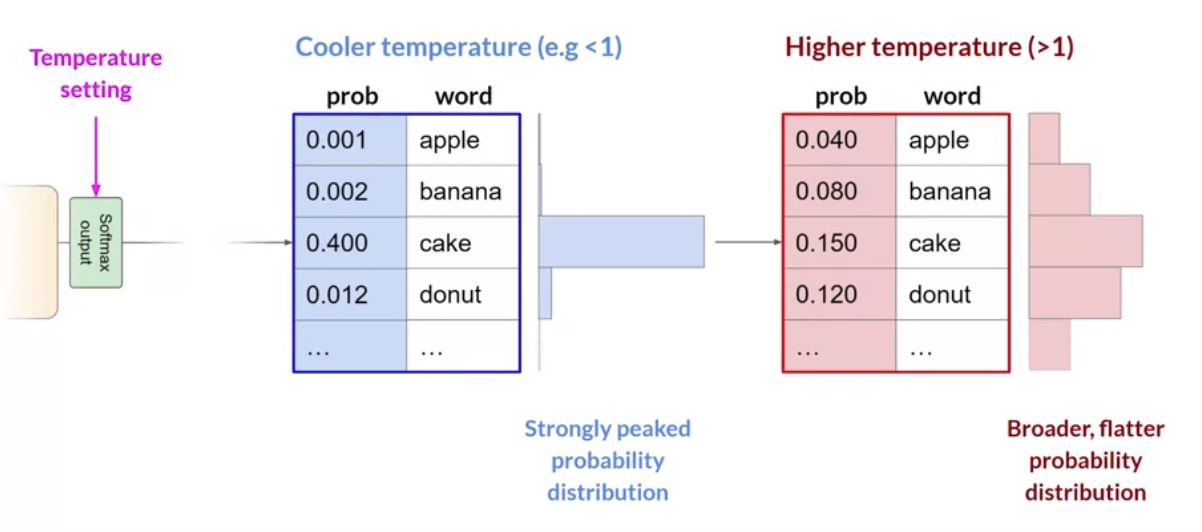 Temperature
setting
Softmax
output
Cooler temperature (e.g <1)
prob word
0.001 apple
0.002 banana
0.400 cake
0.012 donut
... ...
Strongly peaked
probability
distribution
Higher temperature (>1)
prob word
0.040 apple
0.080 banana
0.150 cake
0.120 donut
... ...
Broader, flatter
probability
distribution